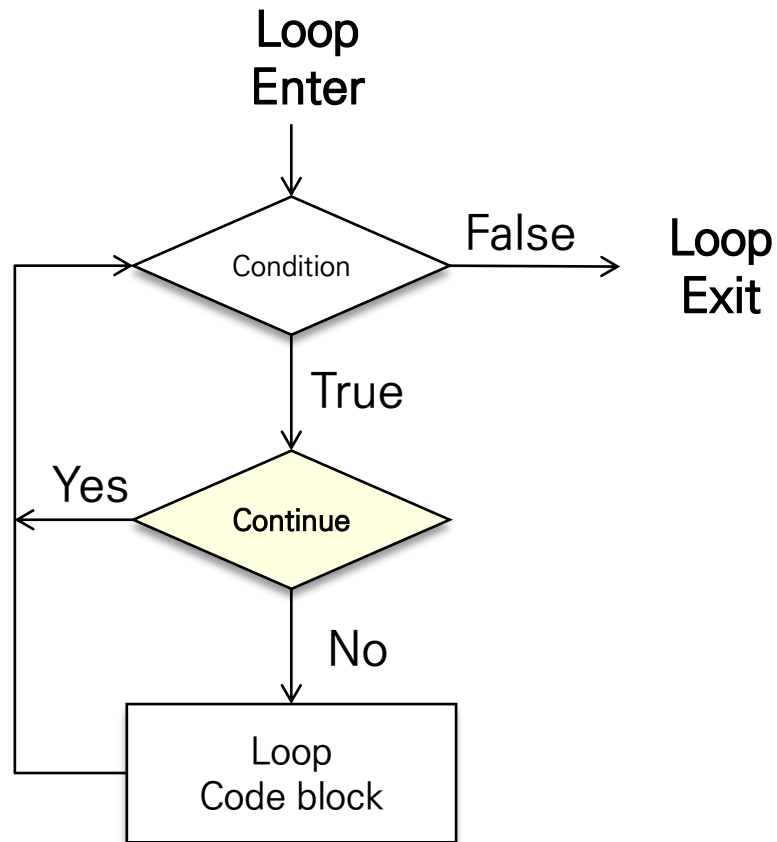 Loop
Enter
Condition
False
Loop
Exit
True
Yes
Continue
No
Loop
Code block